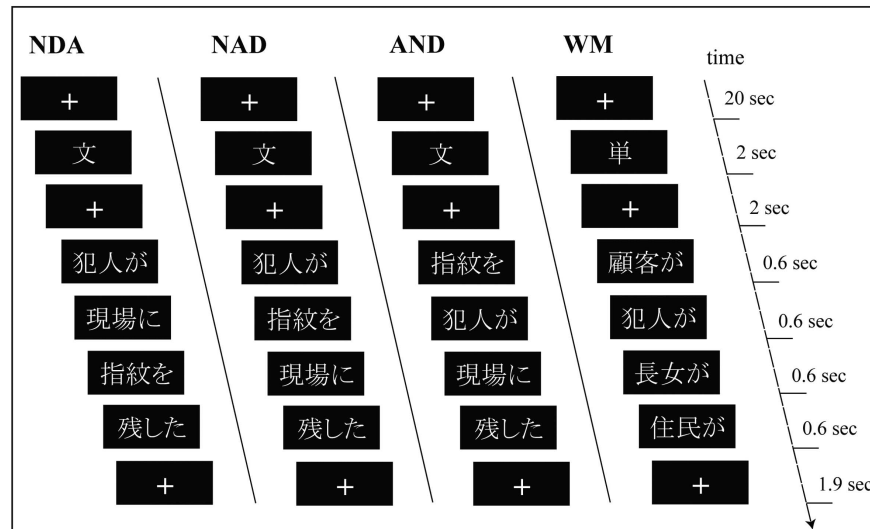 NDA NAD AND WM
time
+ + + +
20 sec
文 文 文 単
2 sec
+ + + +
2 sec
犯人が 犯人が 指紋を 顧客が
0.6 sec
現場に 指紋を 犯人が 犯人が
0.6 sec
指紋を 現場に 現場に 長女が
0.6 sec
残した 残した 残した 住民が
0.6 sec
+ + + +
1.9 sec